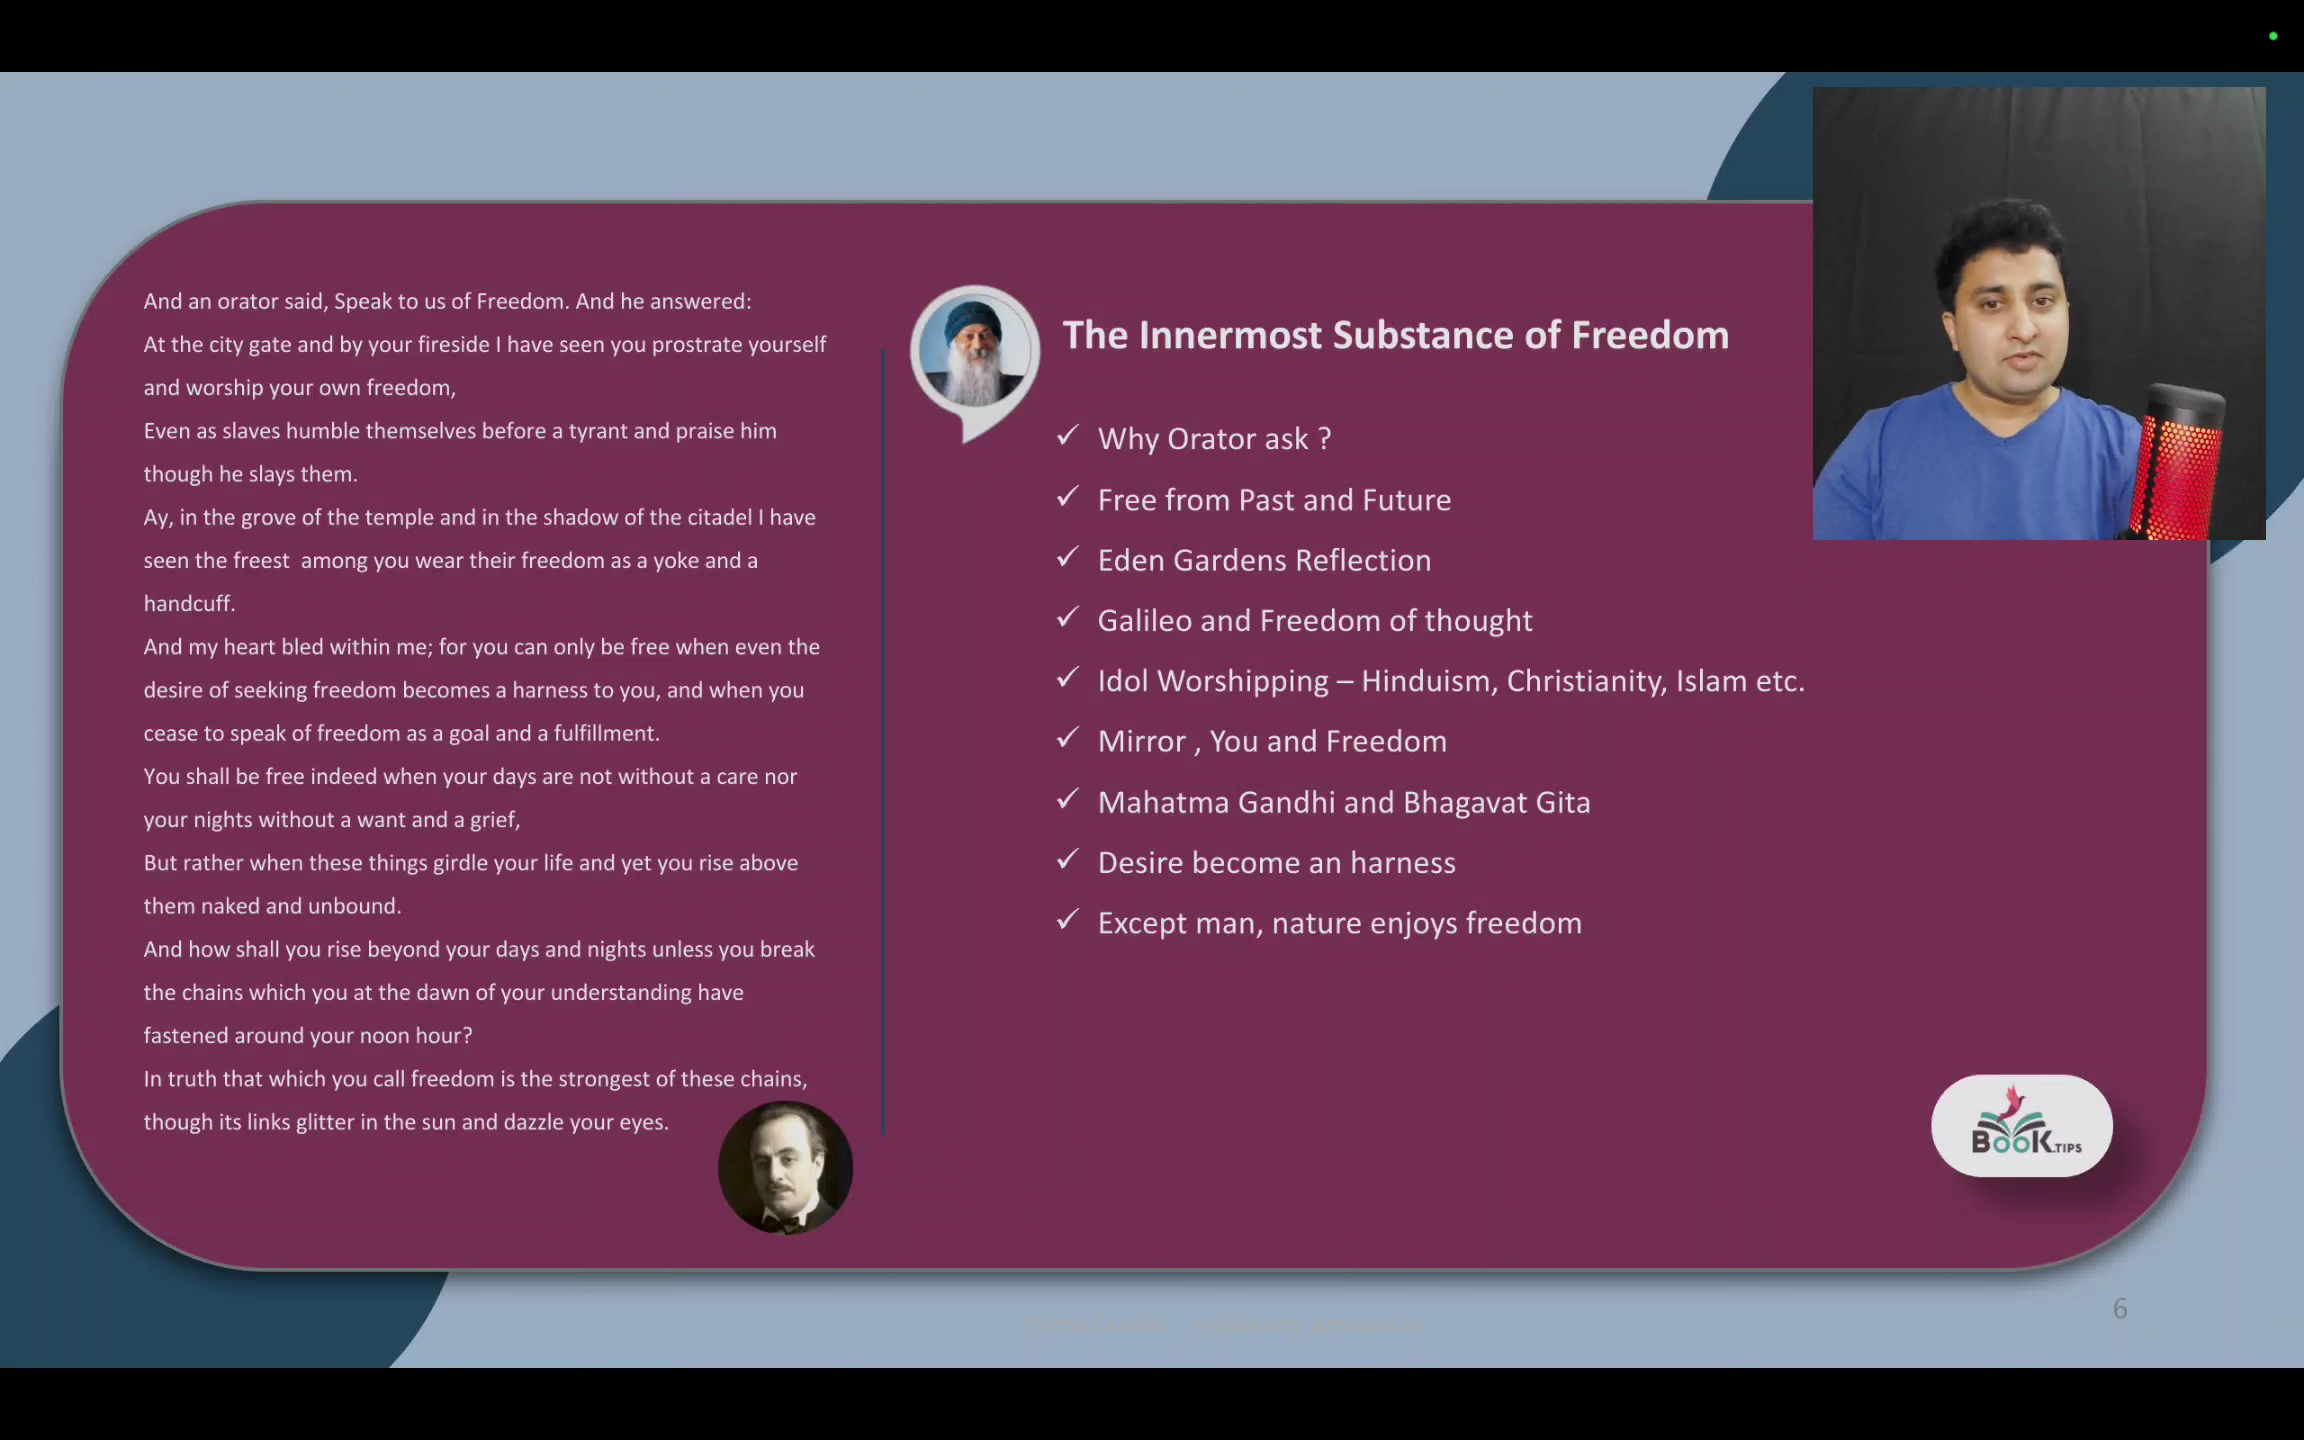 And an orator said, Speak to us of Freedom. And he answered:
At the city gate and by your fireside I have seen you prostrate yourself
and worship your own freedom,
Even as slaves humble themselves before a tyrant and praise him
though he slays them.
Ay, in the grove of the temple and in the shadow of the citadel I have
seen the freest among you wear their freedom as a yoke and a
handcuff.
And my heart bled within me; for you can only be free when even the
desire of seeking freedom becomes a harness to you, and when you
cease to speak of freedom as a goal and a fulfillment.
You shall be free indeed when your days are not without a care nor
your nights without a want and a grief,
But rather when these things girdle your life and yet you rise above
them naked and unbound.
And how shall you rise beyond your days and nights unless you break
the chains which you at the dawn of your understanding have
fastened around your noon hour?
In truth that which you call freedom is the strongest of these chains,
though its links glitter in the sun and dazzle your eyes.
The Innermost Substance of Freedom
✓ Why Orator ask ?
✓ Free from Past and Future
✓ Eden Gardens Reflection
✓ Galileo and Freedom of thought
✓ Idol Worshipping – Hinduism, Christianity, Islam etc.
✓ Mirror , You and Freedom
✓ Mahatma Gandhi and Bhagavat Gita
✓ Desire become an harness
✓ Except man, nature enjoys freedom
BooK.TIPS
6